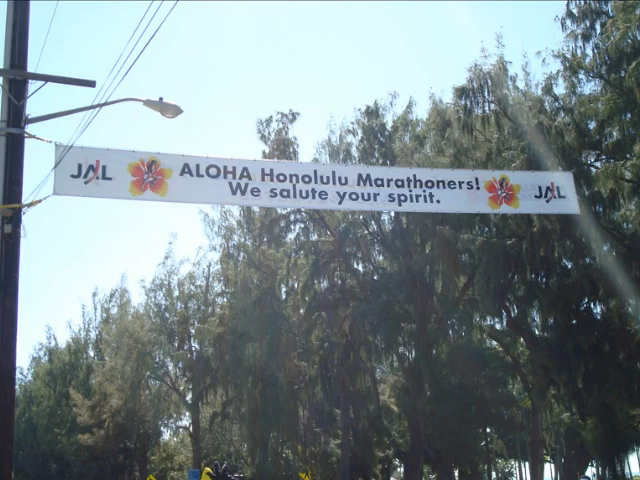 JAL ALOHA Honolulu Marathoners! JAL
We salute your spirit.